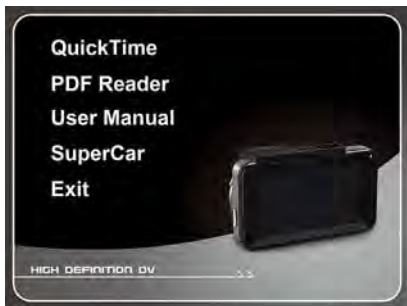 QuickTime
PDF Reader
User Manual
SuperCar
Exit
HIGH DEFINITION DV